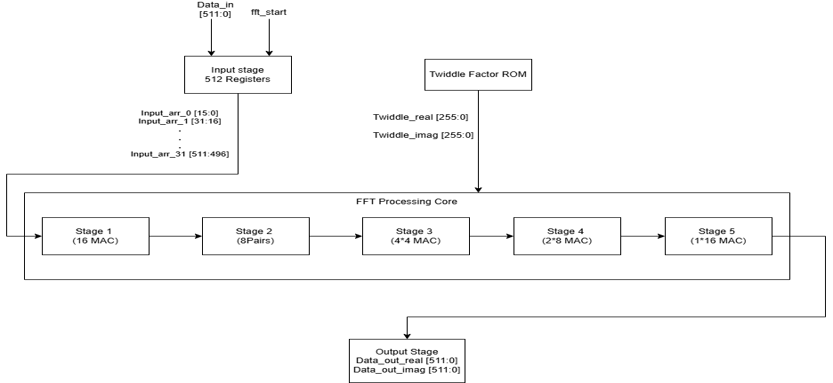 Data_in
[511:0]
fft_start
Input stage
512 Registers
Twiddle Factor ROM
Input_arr_0 [15:0]
Input_arr_1 [31:16]
.
.
.
Input_arr_31 [511:496]
Twiddle_real [255:0]
Twiddle_imag [255:0]
FFT Processing Core
Stage 1
(16 MAC)
Stage 2
(8Pairs)
Stage 3
(4*4 MAC)
Stage 4
(2*8 MAC)
Stage 5
(1*16 MAC)
Output Stage
Data_out_real [511:0]
Data_out_imag [511:0]